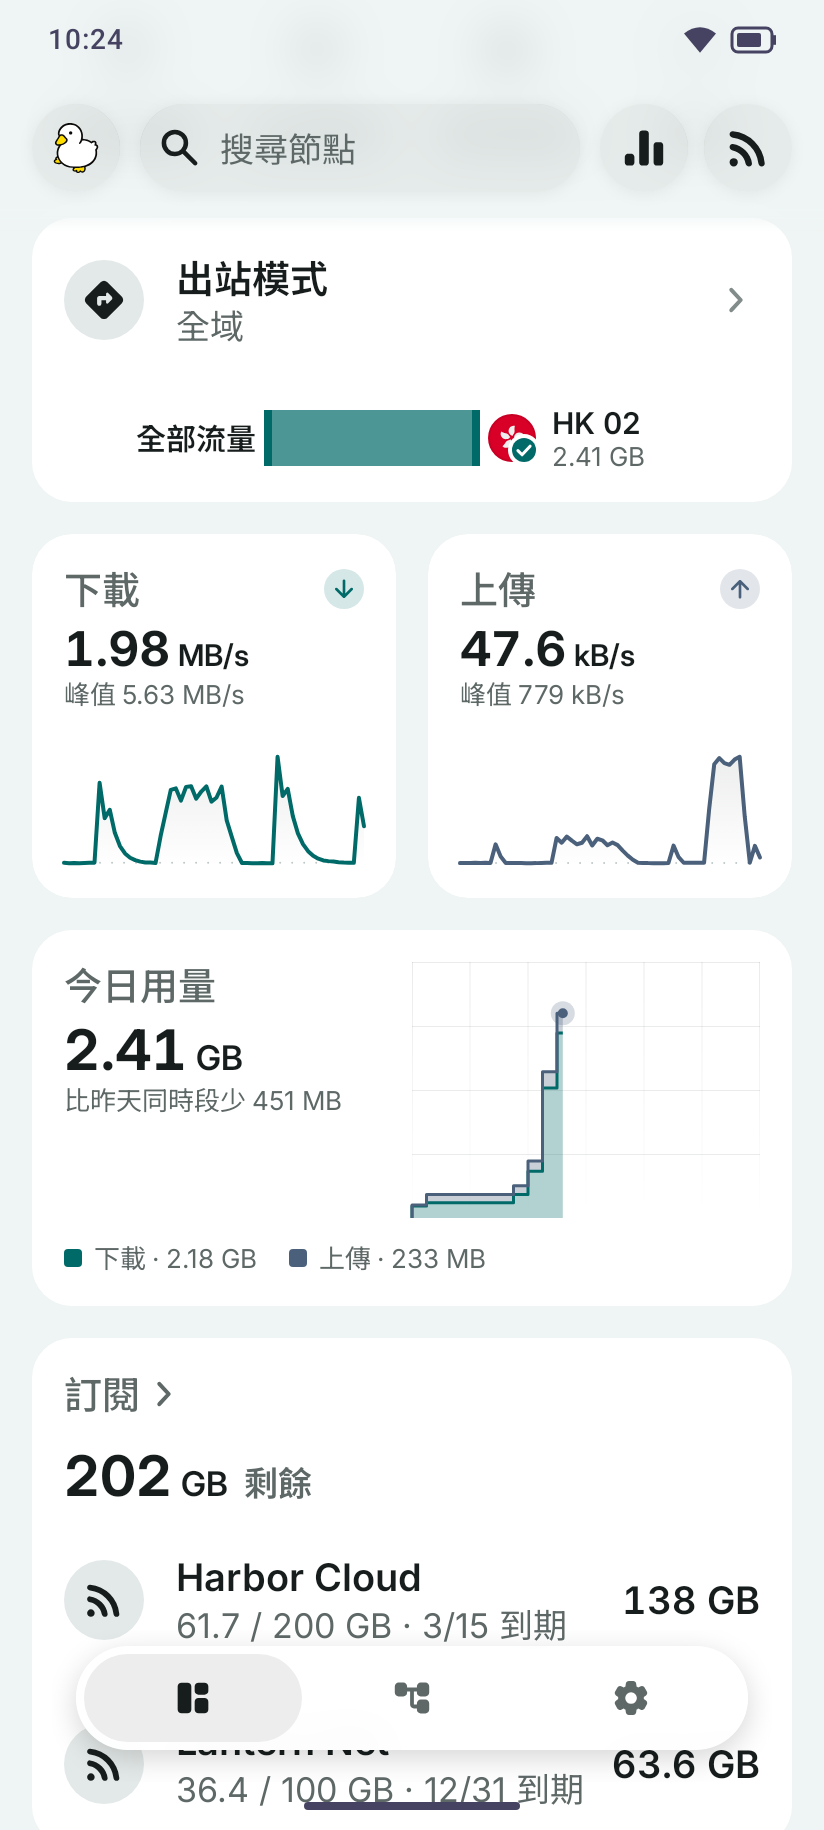 10:24
搜尋節點
出站模式
全域
全部流量
HK 02
2.41 GB
下載
1.98 MB/s
峰值 5.63 MB/s
上傳
47.6 kB/s
峰值 779 kB/s
今日用量
2.41 GB
比昨天同時段少 451 MB
下載 · 2.18 GB
上傳 · 233 MB
訂閱
202 GB 剩餘
Harbor Cloud
61.7 / 200 GB · 3/15 到期
138 GB
Lantern Net
36.4 / 100 GB · 12/31 到期
63.6 GB